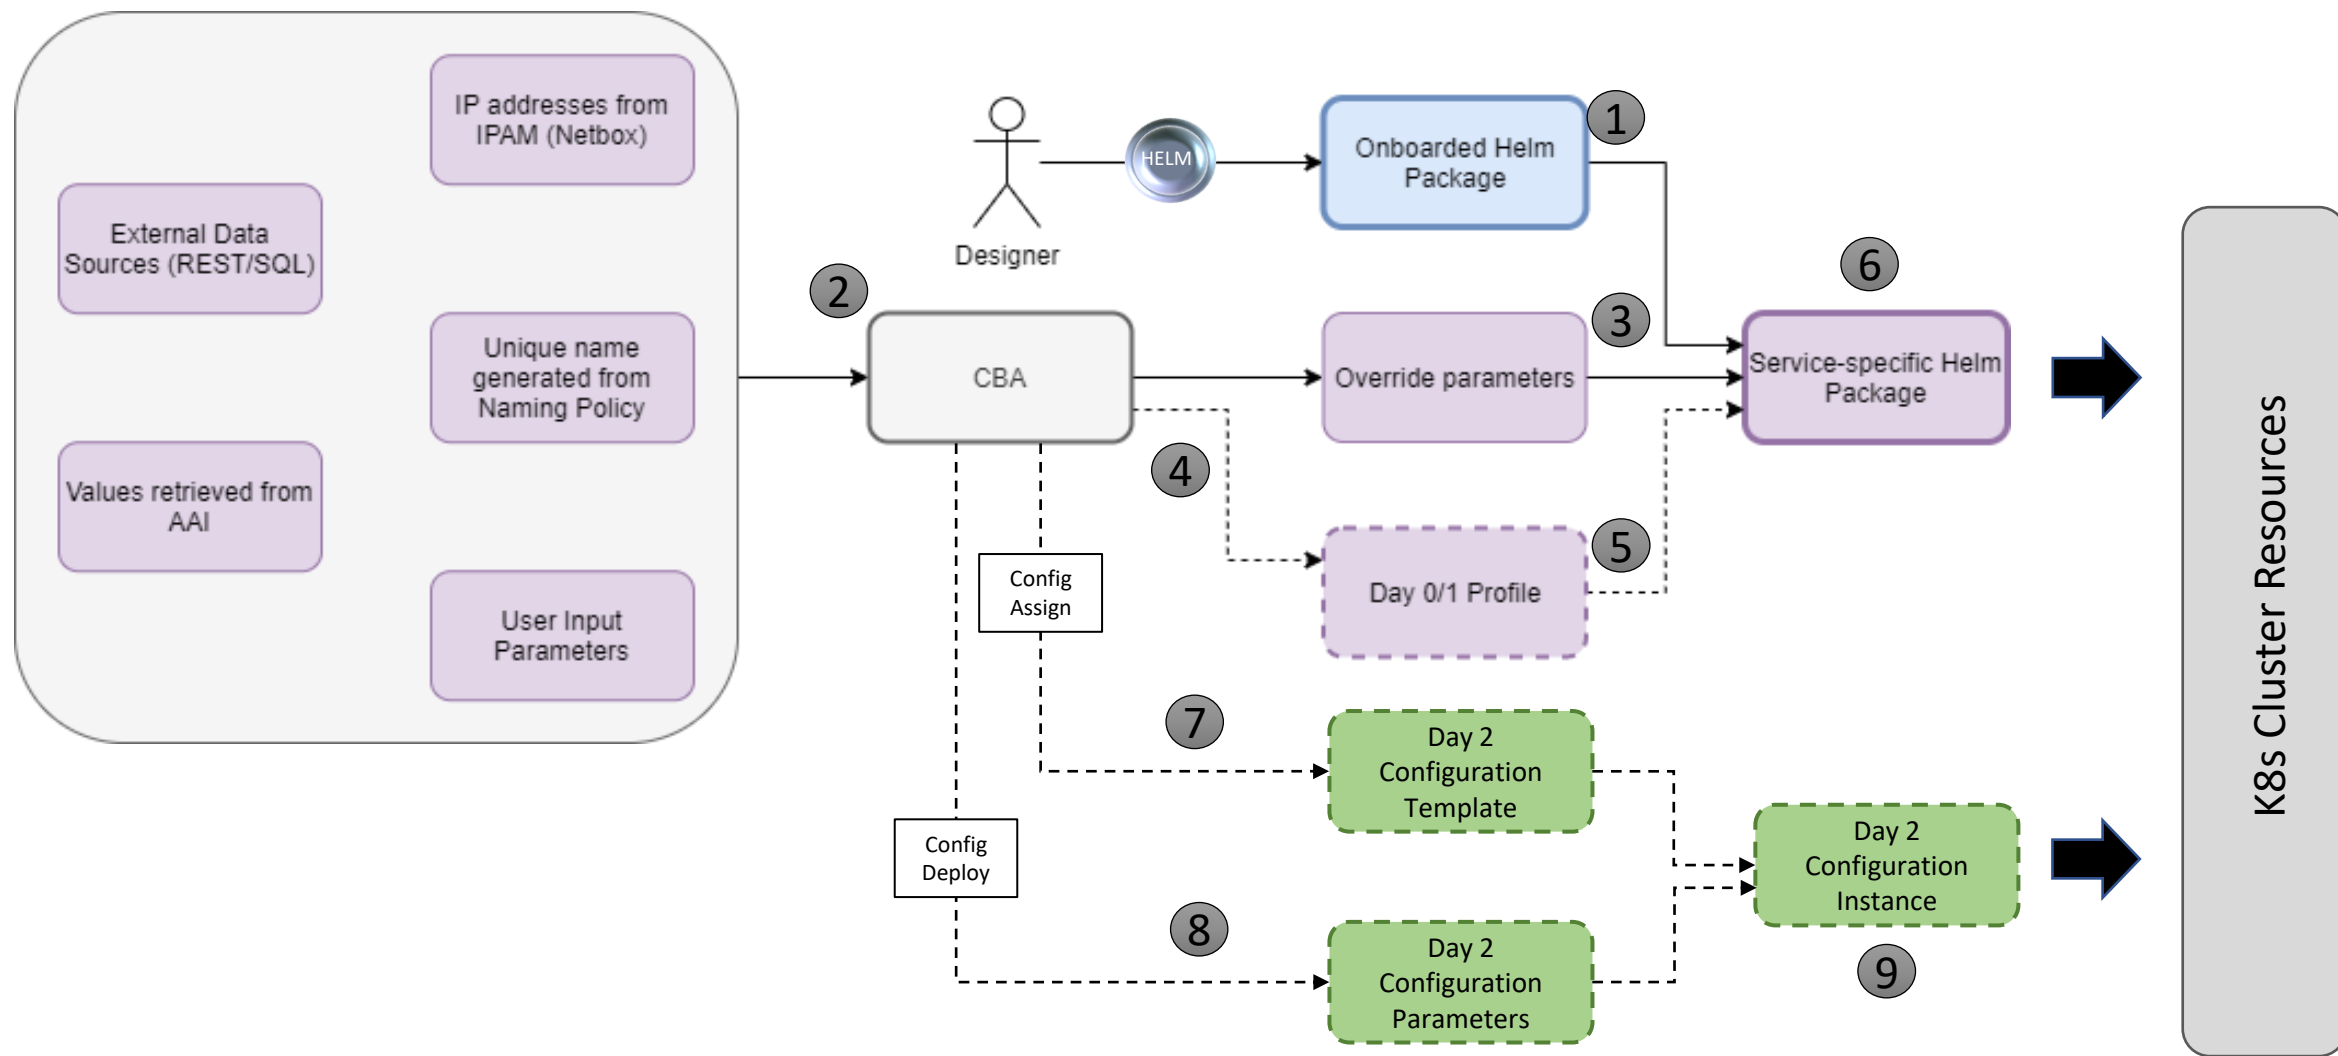 IP addresses from
IPAM (Netbox)
External Data
Sources (REST/SQL)
Unique name
generated from
Naming Policy
Values retrieved from
AAI
User Input
Parameters
Designer
HELM
Onboarded Helm
Package
1
2
CBA
Override parameters
3
4
Day 0/1 Profile
5
6
Service-specific Helm
Package
Config
Assign
Config
Deploy
7
Day 2
Configuration
Template
8
Day 2
Configuration
Parameters
Day 2
Configuration
Instance
9
K8s Cluster Resources